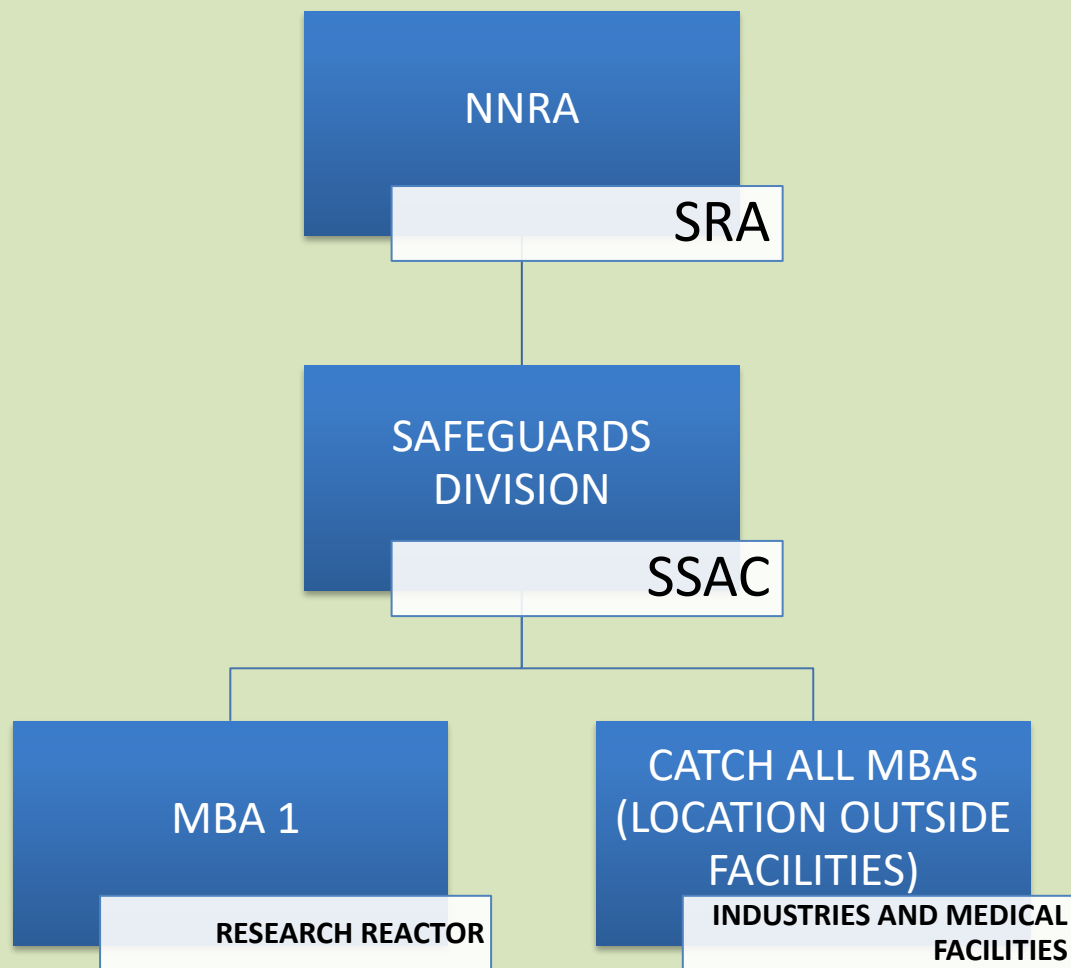 NNRA
SRA
SAFEGUARDS
DIVISION
SSAC
MBA 1
RESEARCH REACTOR
CATCH ALL MBAs
(LOCATION OUTSIDE
FACILITIES)
INDUSTRIES AND MEDICAL
FACILITIES